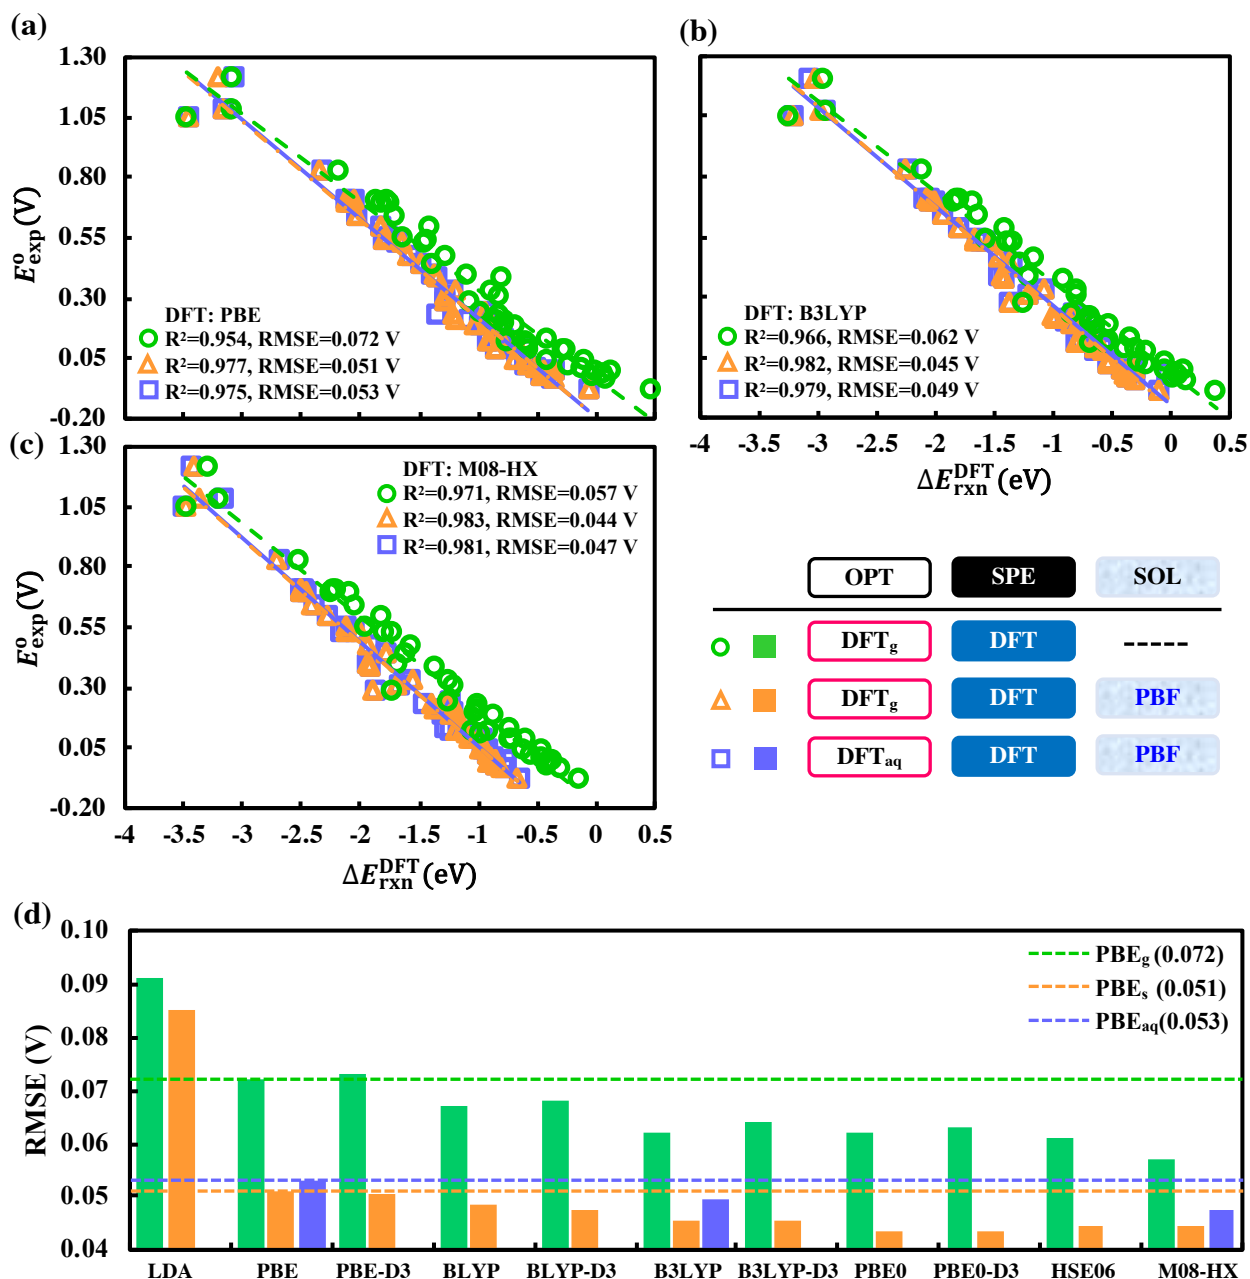 (a)
1.30
1.05
0.80
0.55
0.30
0.05
-0.20
E°exp (V)
DFT: PBE
R²=0.954, RMSE=0.072 V
R²=0.977, RMSE=0.051 V
R²=0.975, RMSE=0.053 V
(b)
DFT: B3LYP
R²=0.966, RMSE=0.062 V
R²=0.982, RMSE=0.045 V
R²=0.979, RMSE=0.049 V
-4 -3.5 -3 -2.5 -2 -1.5 -1 -0.5 0 0.5
ΔE^DFT_rxn (eV)
(c)
1.30
1.05
0.80
0.55
0.30
0.05
-0.20
E°exp (V)
DFT: M08-HX
R²=0.971, RMSE=0.057 V
R²=0.983, RMSE=0.044 V
R²=0.981, RMSE=0.047 V
-4 -3.5 -3 -2.5 -2 -1.5 -1 -0.5 0 0.5
ΔE^DFT_rxn (eV)
OPT SPE SOL
DFTg DFT -----
DFTg DFT PBF
DFTaq DFT PBF
(d)
0.10
0.09
0.08
0.07
0.06
0.05
0.04
RMSE (V)
PBEg (0.072)
PBEs (0.051)
PBEaq(0.053)
LDA PBE PBE-D3 BLYP BLYP-D3 B3LYP B3LYP-D3 PBE0 PBE0-D3 HSE06 M08-HX